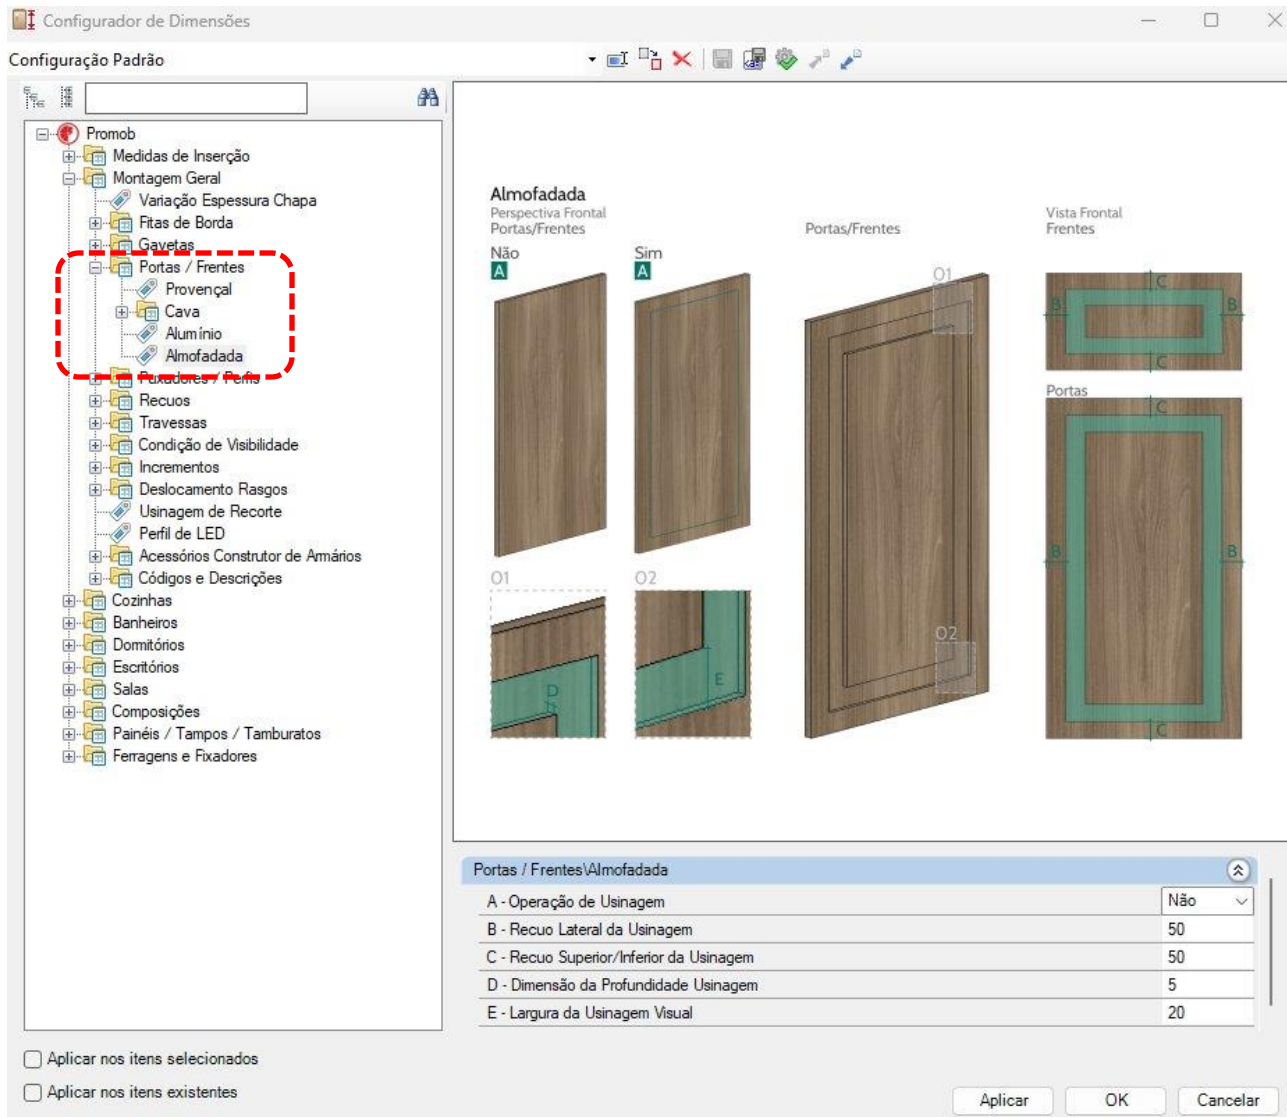 Configurador de Dimensões
Configuração Padrão
Promob
Medidas de Inserção
Montagem Geral
Variação Espessura Chapa
Fitas de Borda
Gavetas
Portas / Frentes
Provençal
Cava
Alumínio
Almofadada
Puxadores / Perfis
Recuos
Travessas
Condição de Visibilidade
Incrementos
Deslocamento Rasgos
Usinagem de Recorte
Perfil de LED
Acessórios Construtor de Armários
Códigos e Descrições
Cozinhas
Banheiros
Dormitórios
Escritórios
Salas
Composições
Painéis / Tampos / Tamburatos
Ferragens e Fixadores
Almofadada
Perspectiva Frontal
Portas/Frentes
Não
A
Sim
A
O1
D
O2
E
Portas/Frentes
O1
O2
Vista Frontal
Frentes
C
B B
C
Portas
C
B B
C
Portas / Frentes\Almofadada
A - Operação de Usinagem Não
B - Recuo Lateral da Usinagem 50
C - Recuo Superior/Inferior da Usinagem 50
D - Dimensão da Profundidade Usinagem 5
E - Largura da Usinagem Visual 20
Aplicar nos itens selecionados
Aplicar nos itens existentes
Aplicar OK Cancelar